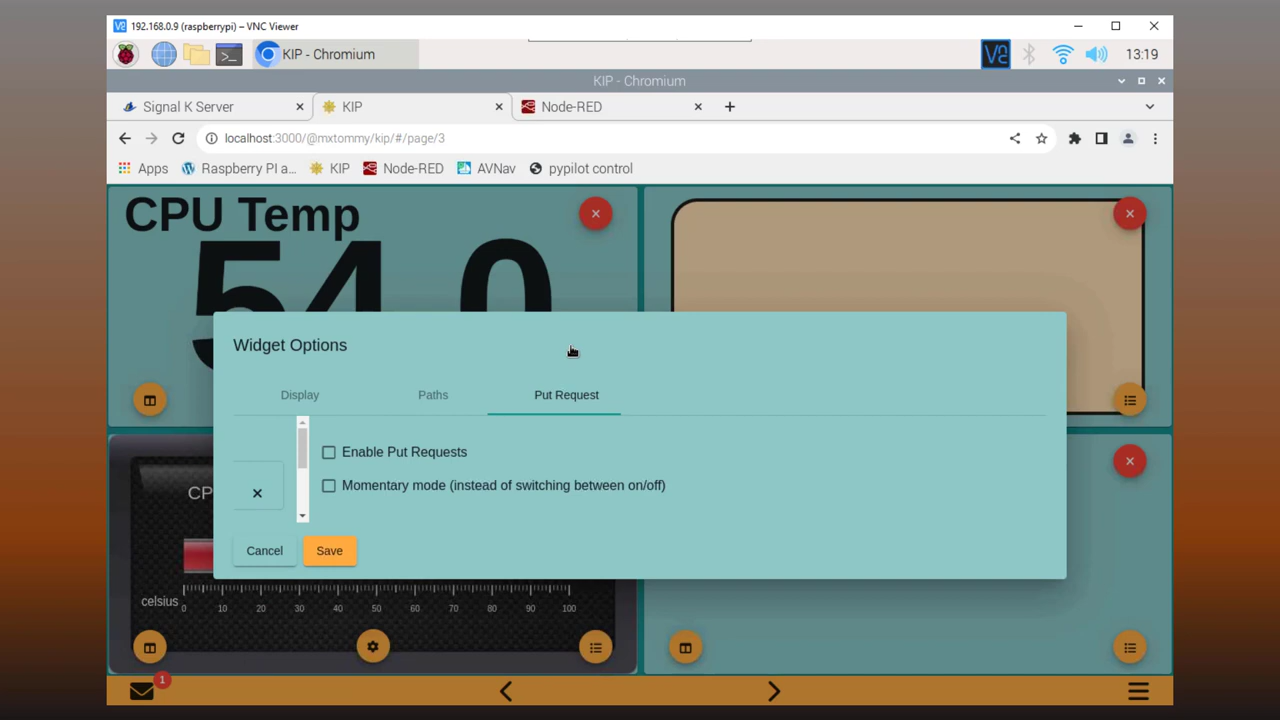 192.168.0.9 (raspberrypi) – VNC Viewer
KIP - Chromium
13:19
KIP - Chromium
Signal K Server
KIP
Node-RED
localhost:3000/@mxtommy/kip/#/page/3
Apps
Raspberry PI a...
KIP
Node-RED
AVNav
pypilot control
CPU Temp
54.0
Widget Options
Display
Paths
Put Request
Enable Put Requests
Momentary mode (instead of switching between on/off)
Cancel
Save
CP
celsius
0 10 20 30 40 50 60 70 80 90 100
1